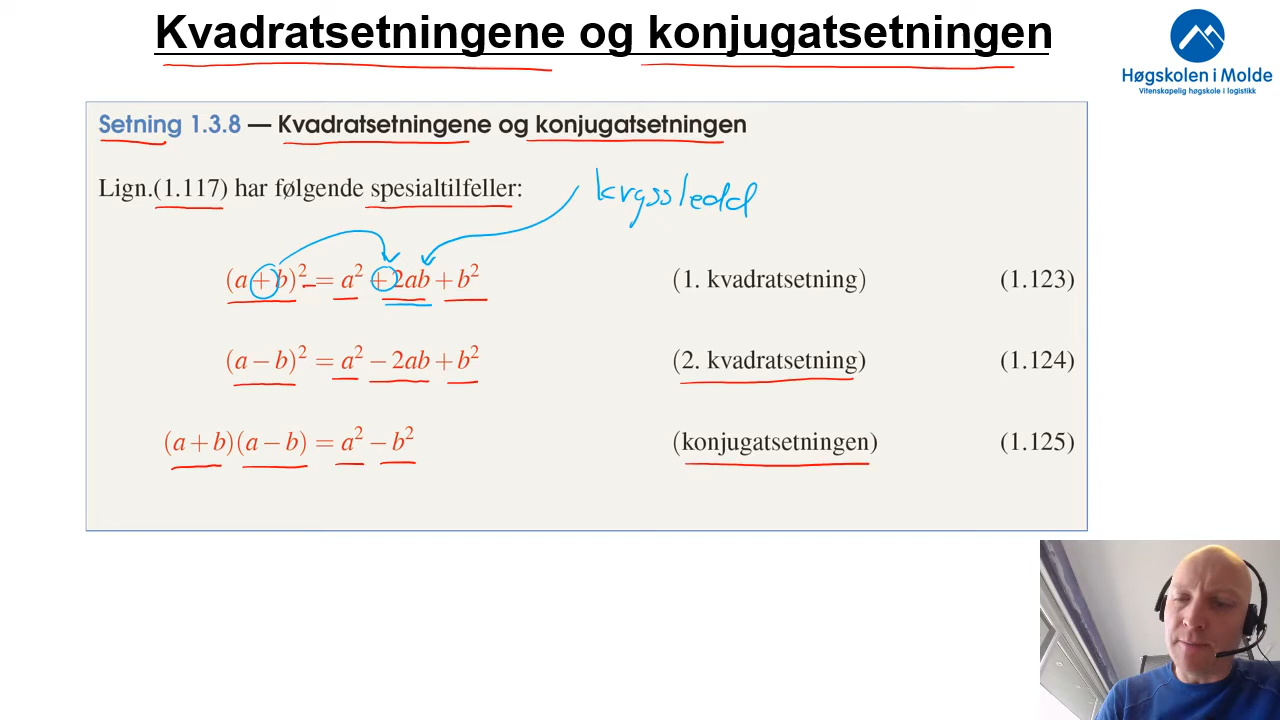 Kvadratsetningene og konjugatsetningen
Høgskolen i Molde
Vitenskapelig høgskole i logistikk
Setning 1.3.8 — Kvadratsetningene og konjugatsetningen
Lign.(1.117) har følgende spesialtilfeller:
kryssledd
(a + b)² = a² + 2ab + b² (1. kvadratsetning) (1.123)
(a − b)² = a² − 2ab + b² (2. kvadratsetning) (1.124)
(a + b)(a − b) = a² − b² (konjugatsetningen) (1.125)